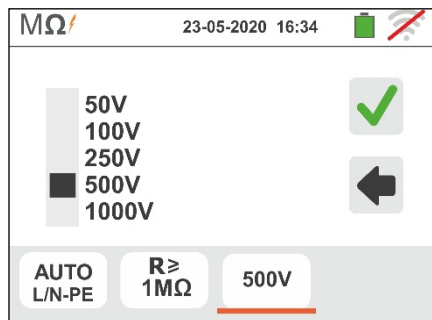 MΩ 23-05-2020 16:34
50V
100V
250V
500V
1000V
AUTO R≥ 500V
L/N-PE 1MΩ